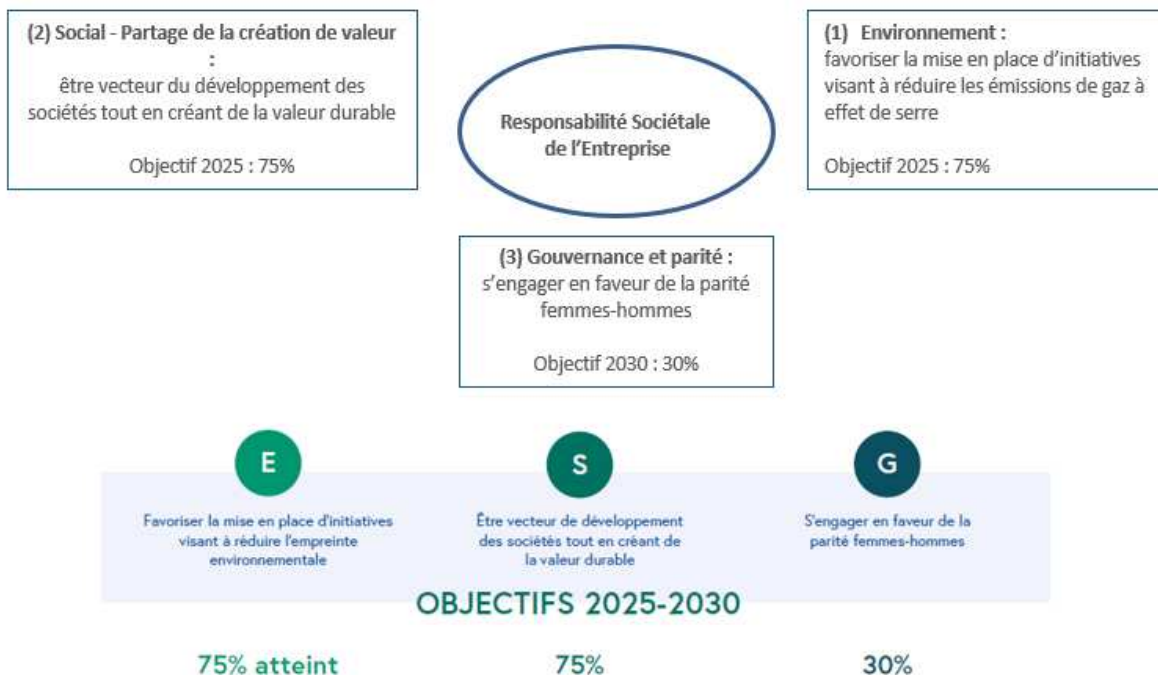 (2) Social - Partage de la création de valeur
:
être vecteur du développement des
sociétés tout en créant de la valeur durable
Objectif 2025 : 75%
Responsabilité Sociétale
de l'Entreprise
(1) Environnement :
favoriser la mise en place d'initiatives
visant à réduire les émissions de gaz à
effet de serre
Objectif 2025 : 75%
(3) Gouvernance et parité :
s'engager en faveur de la parité
femmes-hommes
Objectif 2030 : 30%
E
Favoriser la mise en place d'initiatives
visant à réduire l'empreinte
environnementale
S
Être vecteur de développement
des sociétés tout en créant de
la valeur durable
G
S'engager en faveur de la
parité femmes-hommes
OBJECTIFS 2025-2030
75% atteint
75%
30%